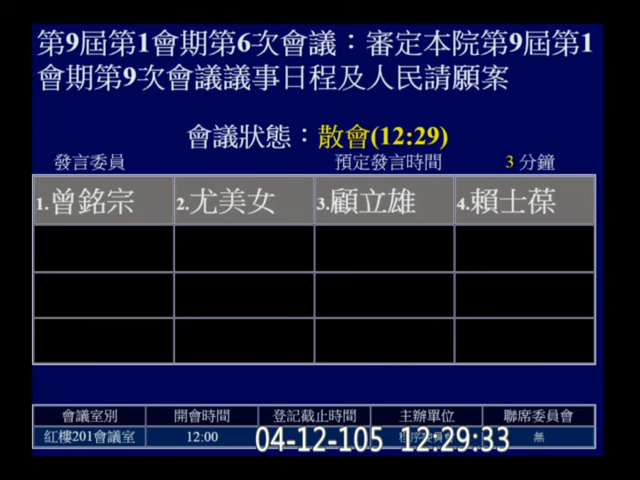 第9屆第1會期第6次會議：審定本院第9屆第1
會期第9次會議議事日程及人民請願案
會議狀態：散會(12:29)
發言委員 預定發言時間 3 分鐘
1.曾銘宗 2.尤美女 3.顧立雄 4.賴士葆
會議室別 開會時間 登記截止時間 主辦單位 聯席委員會
紅樓201會議室 12:00 無
04-12-105 12:29:33